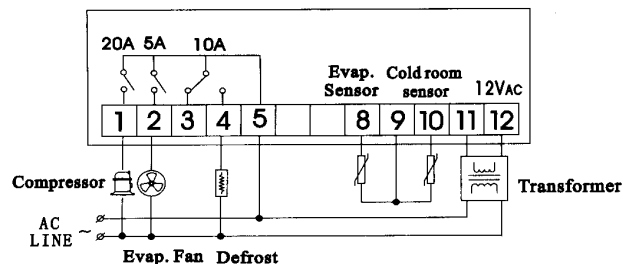 20A 5A 10A
Evap. Sensor
Cold room sensor
12VAC
1 2 3 4 5 8 9 10 11 12
Compressor
Transformer
AC LINE ~
Evap. Fan Defrost